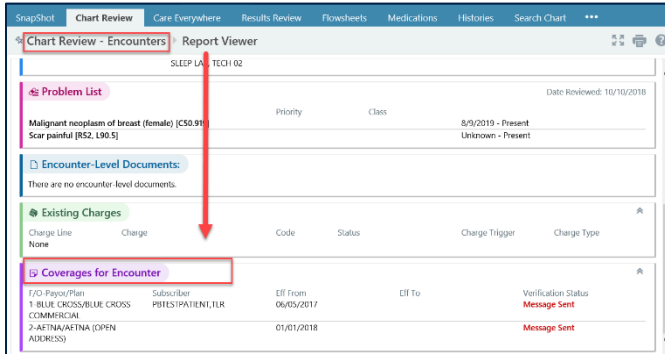 SnapShot Chart Review Care Everywhere Results Review Flowsheets Medications Histories Search Chart •••
Chart Review - Encounters Report Viewer
SLEEP LAB, TECH 02
Problem List Date Reviewed: 10/10/2018
Priority Class
Malignant neoplasm of breast (female) [C50.919] 8/9/2019 - Present
Scar painful [R52, L90.5] Unknown - Present
Encounter-Level Documents:
There are no encounter-level documents.
Existing Charges
Charge Line Charge Code Status Charge Trigger Charge Type
None
Coverages for Encounter
F/O-Payor/Plan Subscriber Eff From Eff To Verification Status
1-BLUE CROSS/BLUE CROSS PBTESTPATIENT,TLR 06/05/2017 Message Sent
COMMERCIAL
2-AETNA/AETNA (OPEN 01/01/2018 Message Sent
ADDRESS)